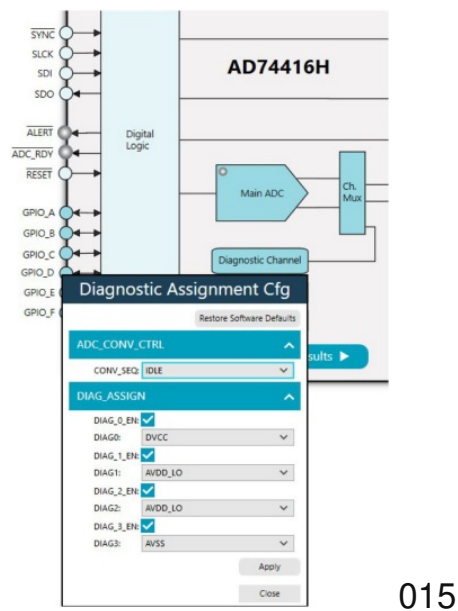 SYNC
SLCK
SDI
SDO
ALERT
ADC_RDY
RESET
GPIO_A
GPIO_B
GPIO_C
GPIO_D
GPIO_E
GPIO_F
Digital
Logic
AD74416H
Main ADC
Ch.
Mux
Diagnostic Channel
Diagnostic Assignment Cfg
Restore Software Defaults
ADC_CONV_CTRL
CONV_SEQ: IDLE
sults
DIAG_ASSIGN
DIAG_0_EN:
DIAG0: DVCC
DIAG_1_EN:
DIAG1: AVDD_LO
DIAG_2_EN:
DIAG2: AVDD_LO
DIAG_3_EN:
DIAG3: AVSS
Apply
Close
015